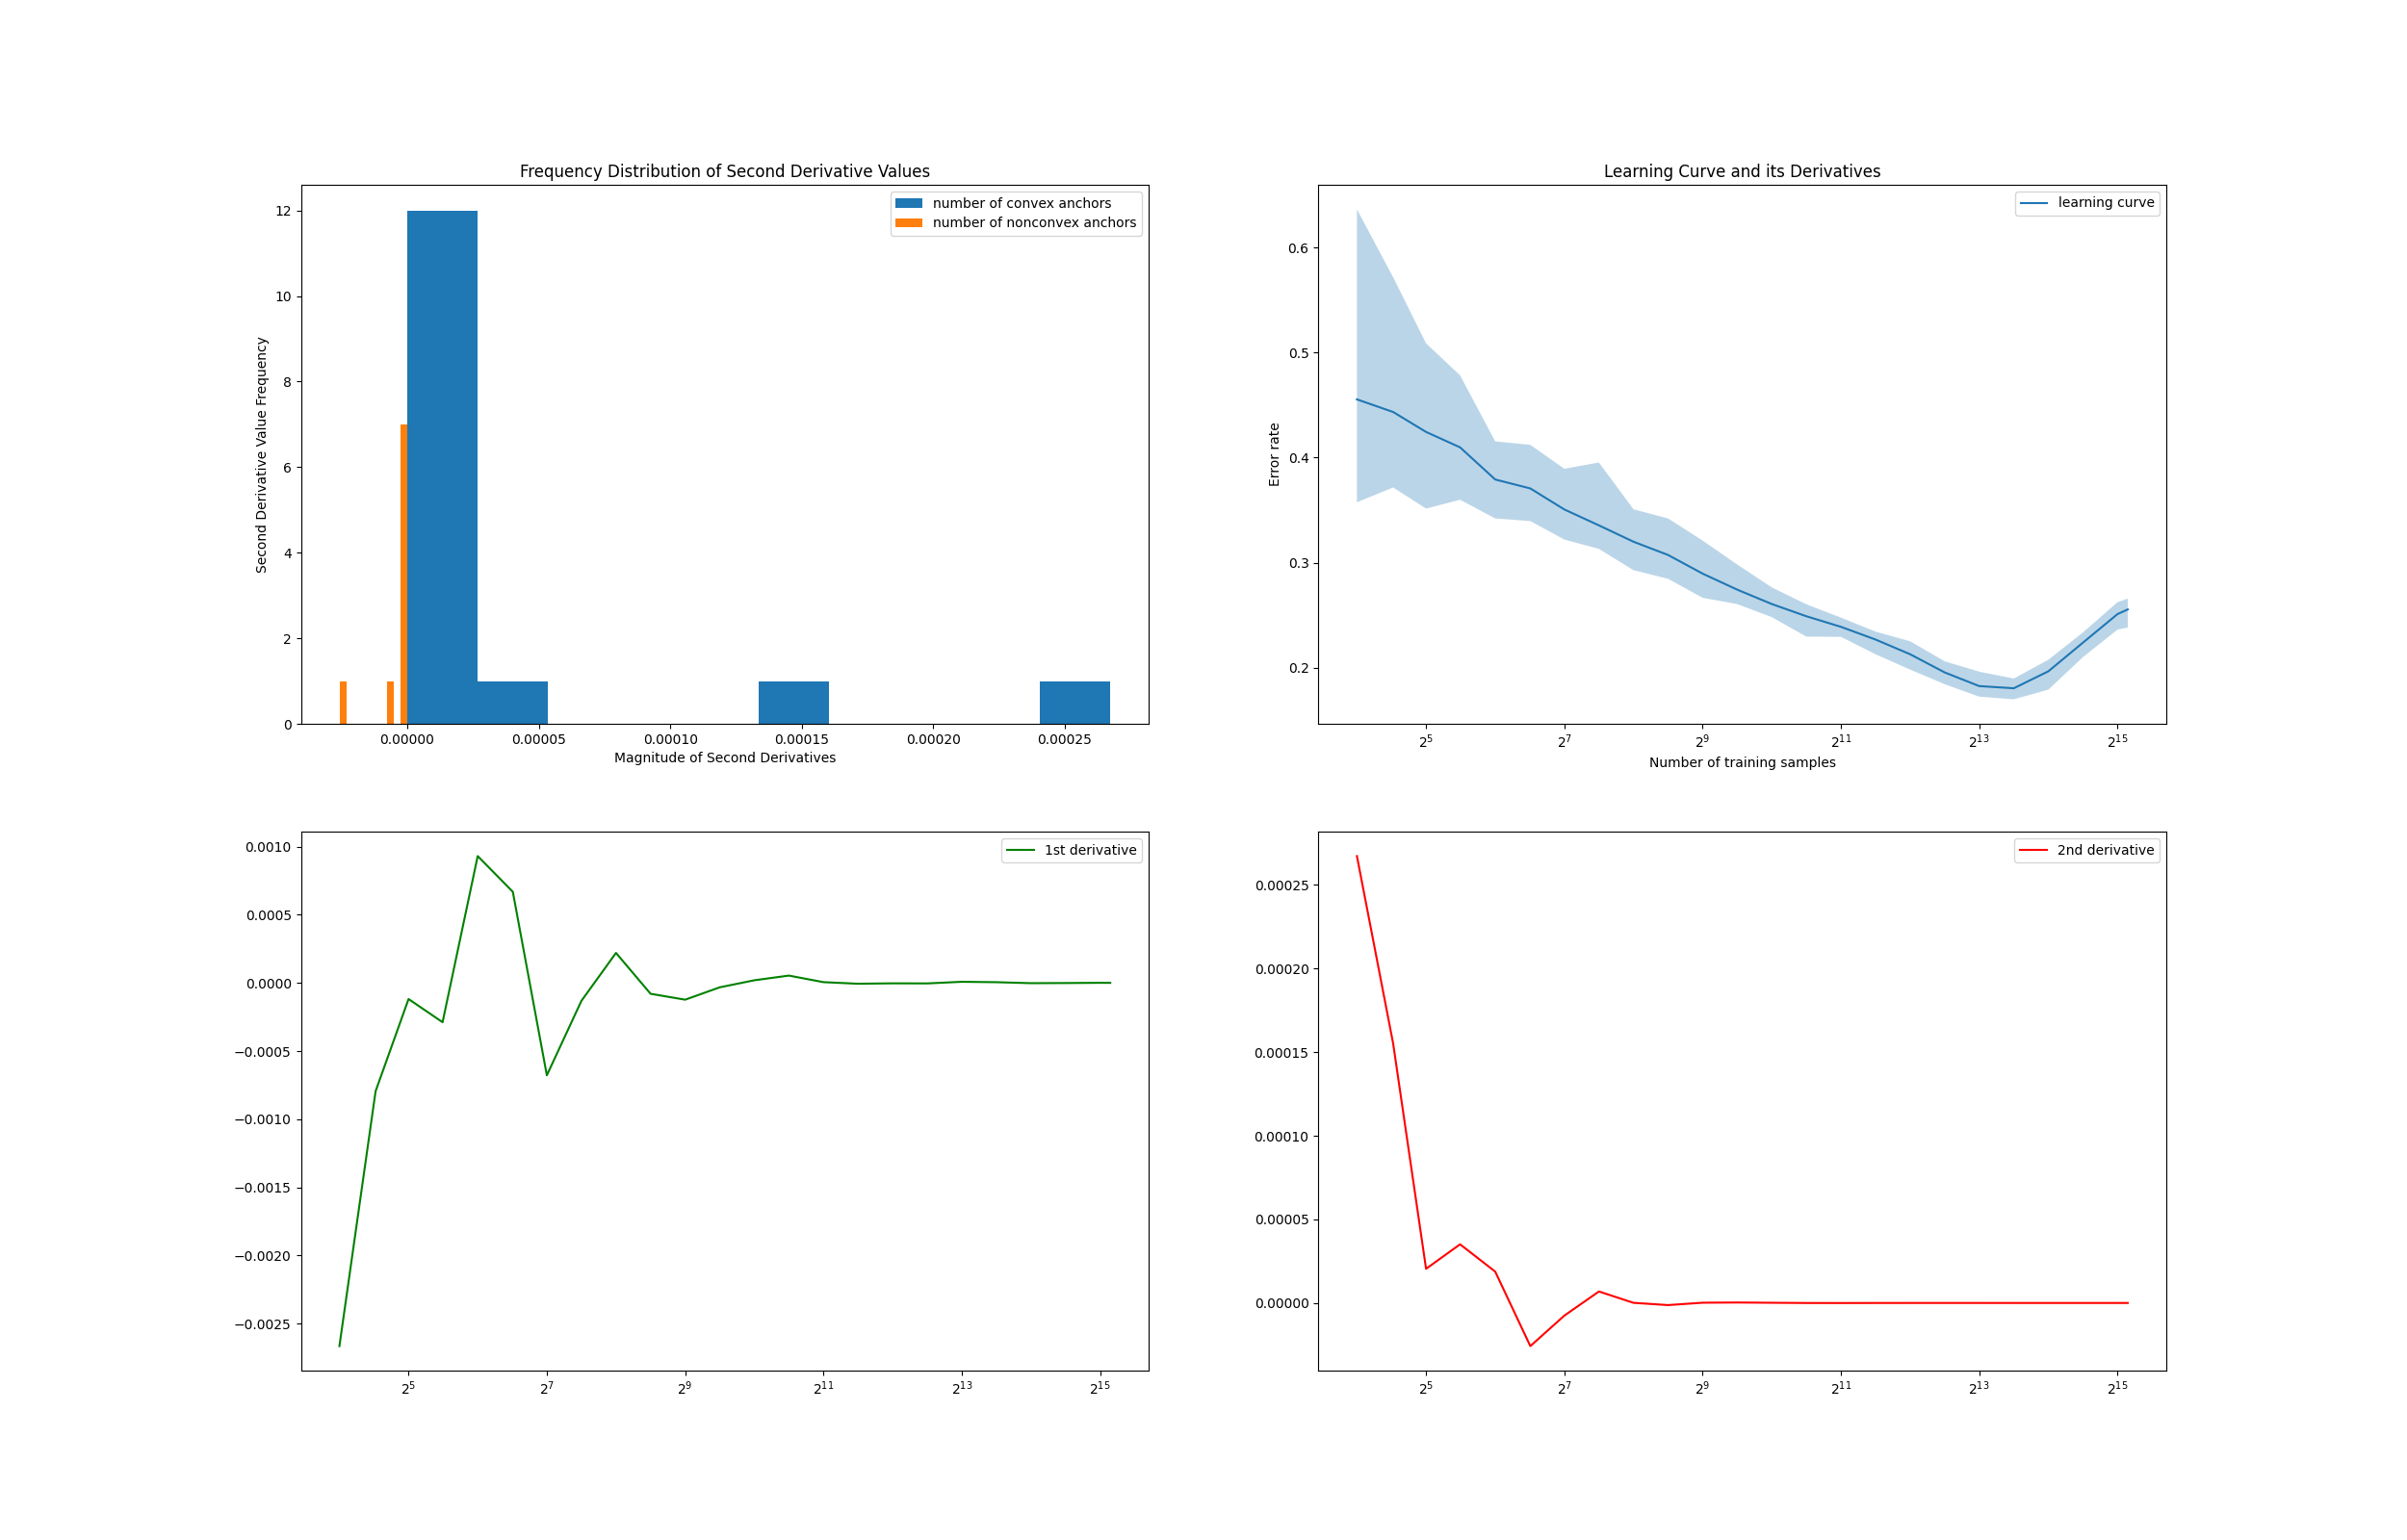 Frequency Distribution of Second Derivative Values
number of convex anchors
number of nonconvex anchors
12
10
8
6
4
2
0
Second Derivative Value Frequency
0.00000 0.00005 0.00010 0.00015 0.00020 0.00025
Magnitude of Second Derivatives
Learning Curve and its Derivatives
learning curve
0.6
0.5
0.4
0.3
0.2
Error rate
2^5 2^7 2^9 2^11 2^13 2^15
Number of training samples
1st derivative
0.0010
0.0005
0.0000
−0.0005
−0.0010
−0.0015
−0.0020
−0.0025
2^5 2^7 2^9 2^11 2^13 2^15
2nd derivative
0.00025
0.00020
0.00015
0.00010
0.00005
0.00000
2^5 2^7 2^9 2^11 2^13 2^15